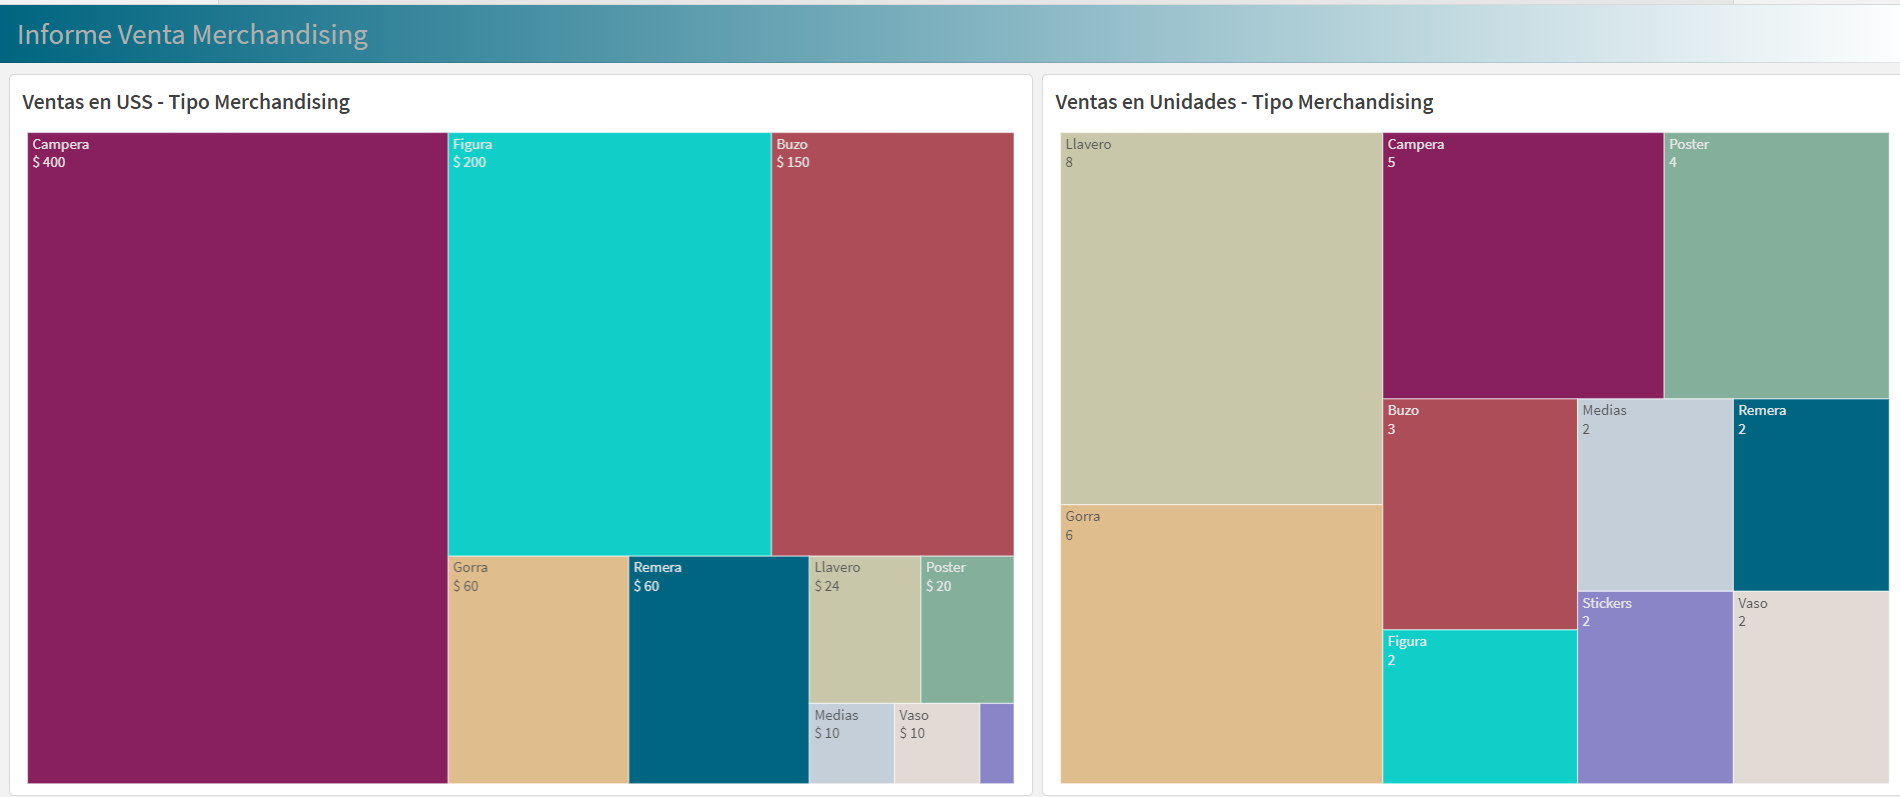 Informe Venta Merchandising
Ventas en USS - Tipo Merchandising
Campera
$ 400
Figura
$ 200
Buzo
$ 150
Gorra
$ 60
Remera
$ 60
Llavero
$ 24
Poster
$ 20
Medias
$ 10
Vaso
$ 10
Ventas en Unidades - Tipo Merchandising
Llavero
8
Campera
5
Poster
4
Gorra
6
Buzo
3
Medias
2
Remera
2
Figura
2
Stickers
2
Vaso
2